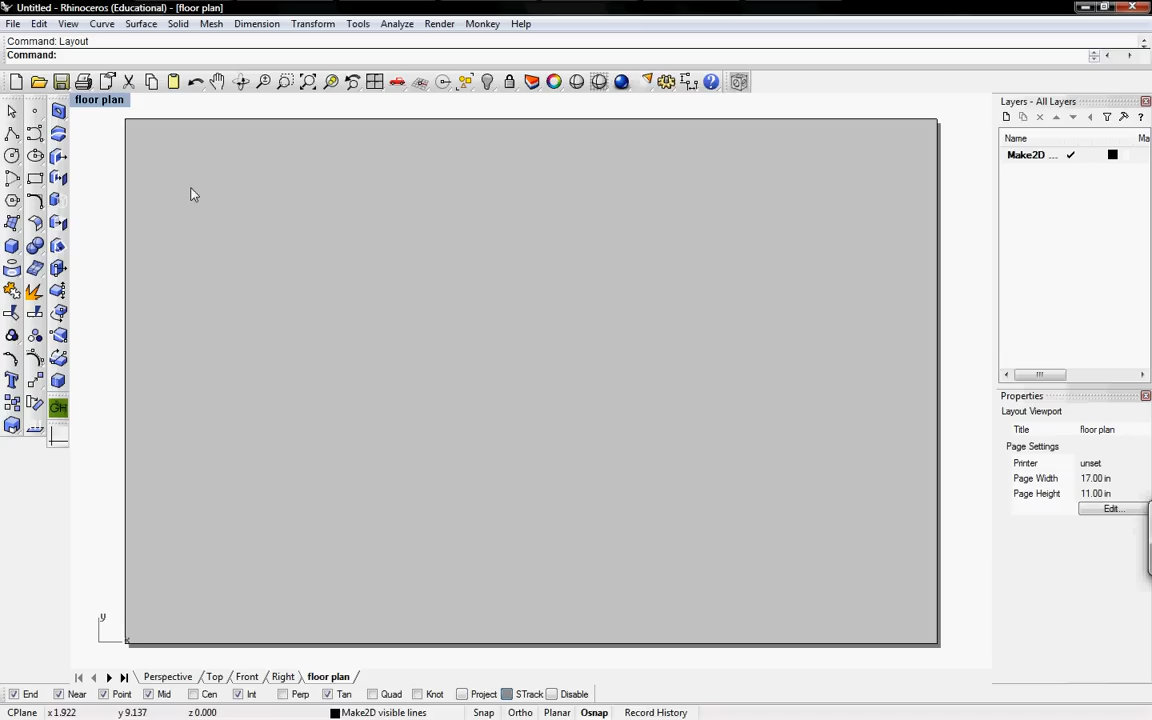 Untitled - Rhinoceros (Educational) - [floor plan]
File Edit View Curve Surface Solid Mesh Dimension Transform Tools Analyze Render Monkey Help
Command: Layout
Command:
floor plan
Layers - All Layers
Name Ma
Make2D ...
Properties
Layout Viewport
Title floor plan
Page Settings
Printer unset
Page Width 17.00 in
Page Height 11.00 in
Edit...
GH
y
x
Perspective Top Front Right floor plan
End Near Point Mid Cen Int Perp Tan Quad Knot Project STrack Disable
CPlane x 1.922 y 9.137 z 0.000 Make2D visible lines Snap Ortho Planar Osnap Record History